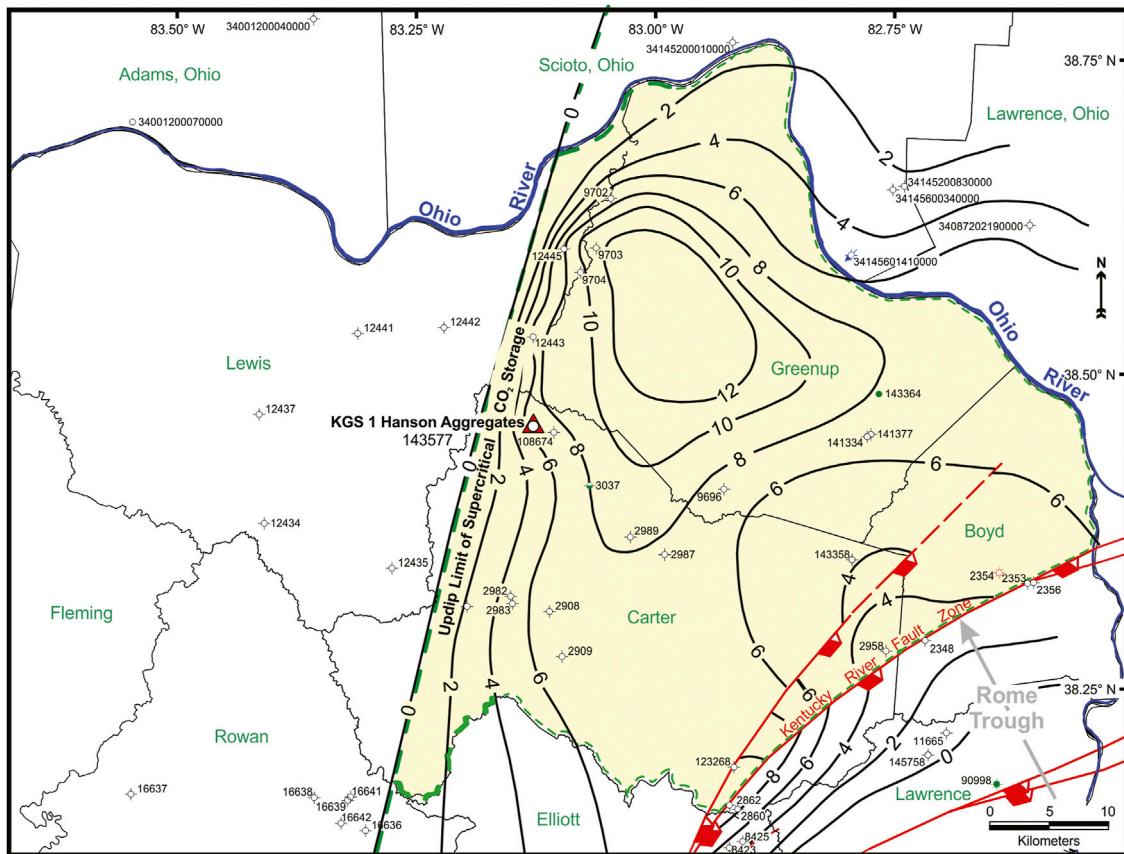 83.50° W
83.25° W
83.00° W
82.75° W
34001200040000
34145200010000
38.75° N
Adams, Ohio
Scioto, Ohio
Lawrence, Ohio
34001200070000
0
2
4
6
2
4
34145200830000
34145600340000
34087202190000
Ohio
River
9702
12445
9703
9704
8
10
34145601410000
N
12441
12442
12443
10
Ohio
River
Lewis
Greenup
38.50° N
12
143364
12437
KGS 1 Hanson Aggregates
143577
108674
0
Updip Limit of Supercritical CO2 Storage
2
4
6
8
10
8
141334
141377
3037
9696
6
6
12434
2989
2987
143358
Boyd
12435
4
2354
2353
2356
2982
2983
2908
Carter
4
Fleming
2909
6
2958
2348
Kentucky River Fault Zone
Rome
Trough
38.25° N
0
2
4
6
6
Rowan
123268
8
6
4
2
0
11665
145758
90998
Lawrence
16637
16638
16641
16639
16642
16636
Elliott
2862
2860
8425
8423
0
5
10
Kilometers